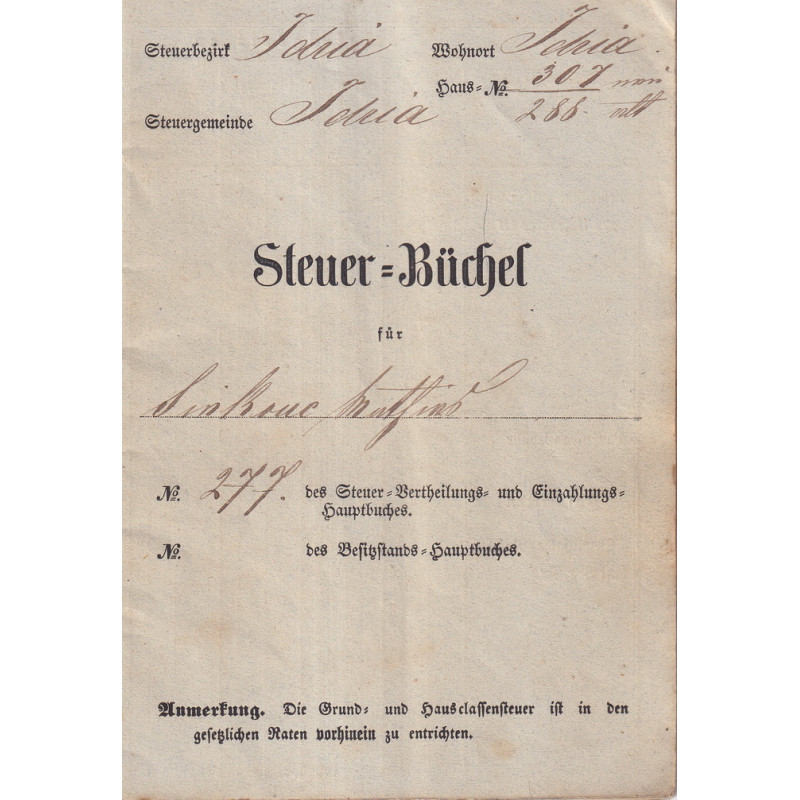 Steuerbezirk Idria Wohnort Idria.
Haus-No. 307 neu
288 alt
Steuergemeinde Idria
Steuer-Büchel
für
Sinkouc Mathias
No. 277. des Steuer-Vertheilungs- und Einzahlungs-
Hauptbuches.
No. des Besitzstands-Hauptbuches.
Anmerkung. Die Grund- und Hausclassensteuer ist in den
gesetzlichen Raten vorhinein zu entrichten.